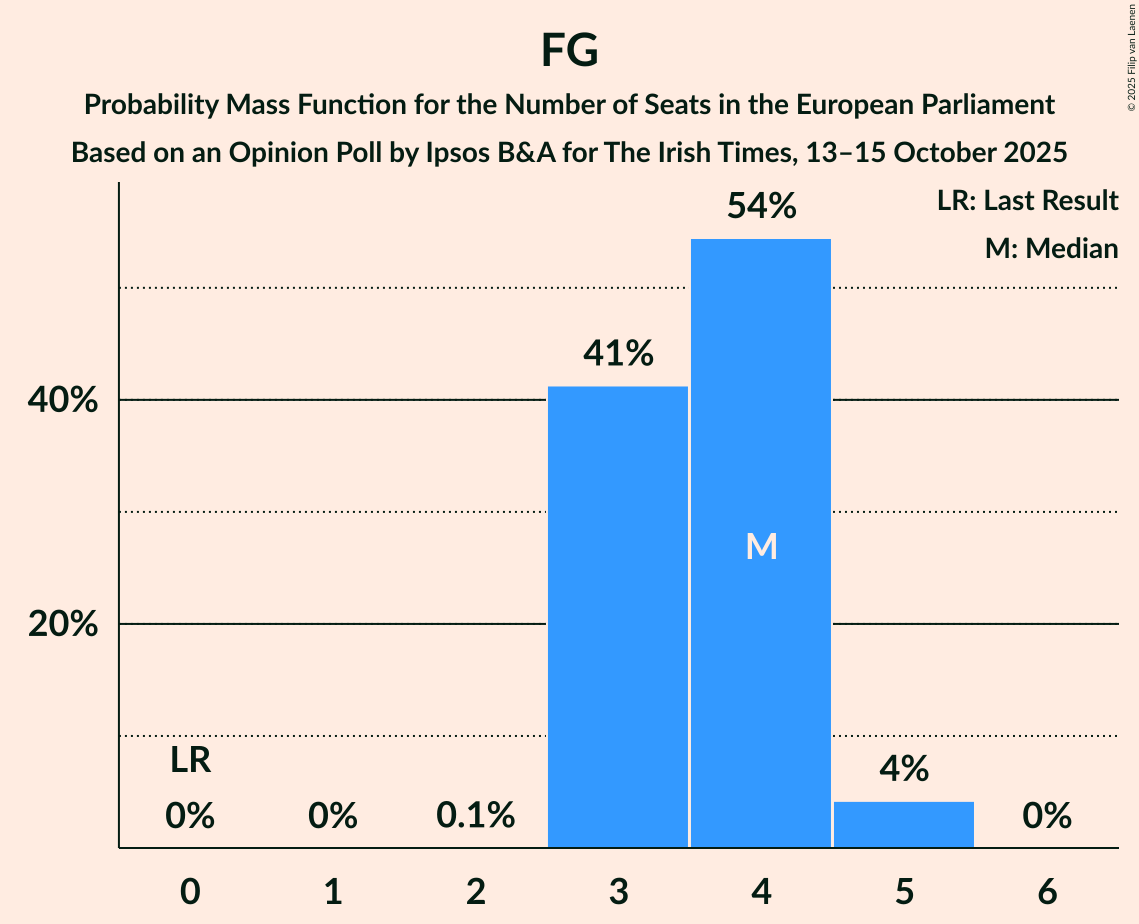 FG
Probability Mass Function for the Number of Seats in the European Parliament
Based on an Opinion Poll by Ipsos B&A for The Irish Times, 13–15 October 2025
© 2025 Filip van Laenen
LR: Last Result
M: Median
54%
41%
40%
M
20%
LR
4%
0%
0%
0.1%
0%
0
1
2
3
4
5
6